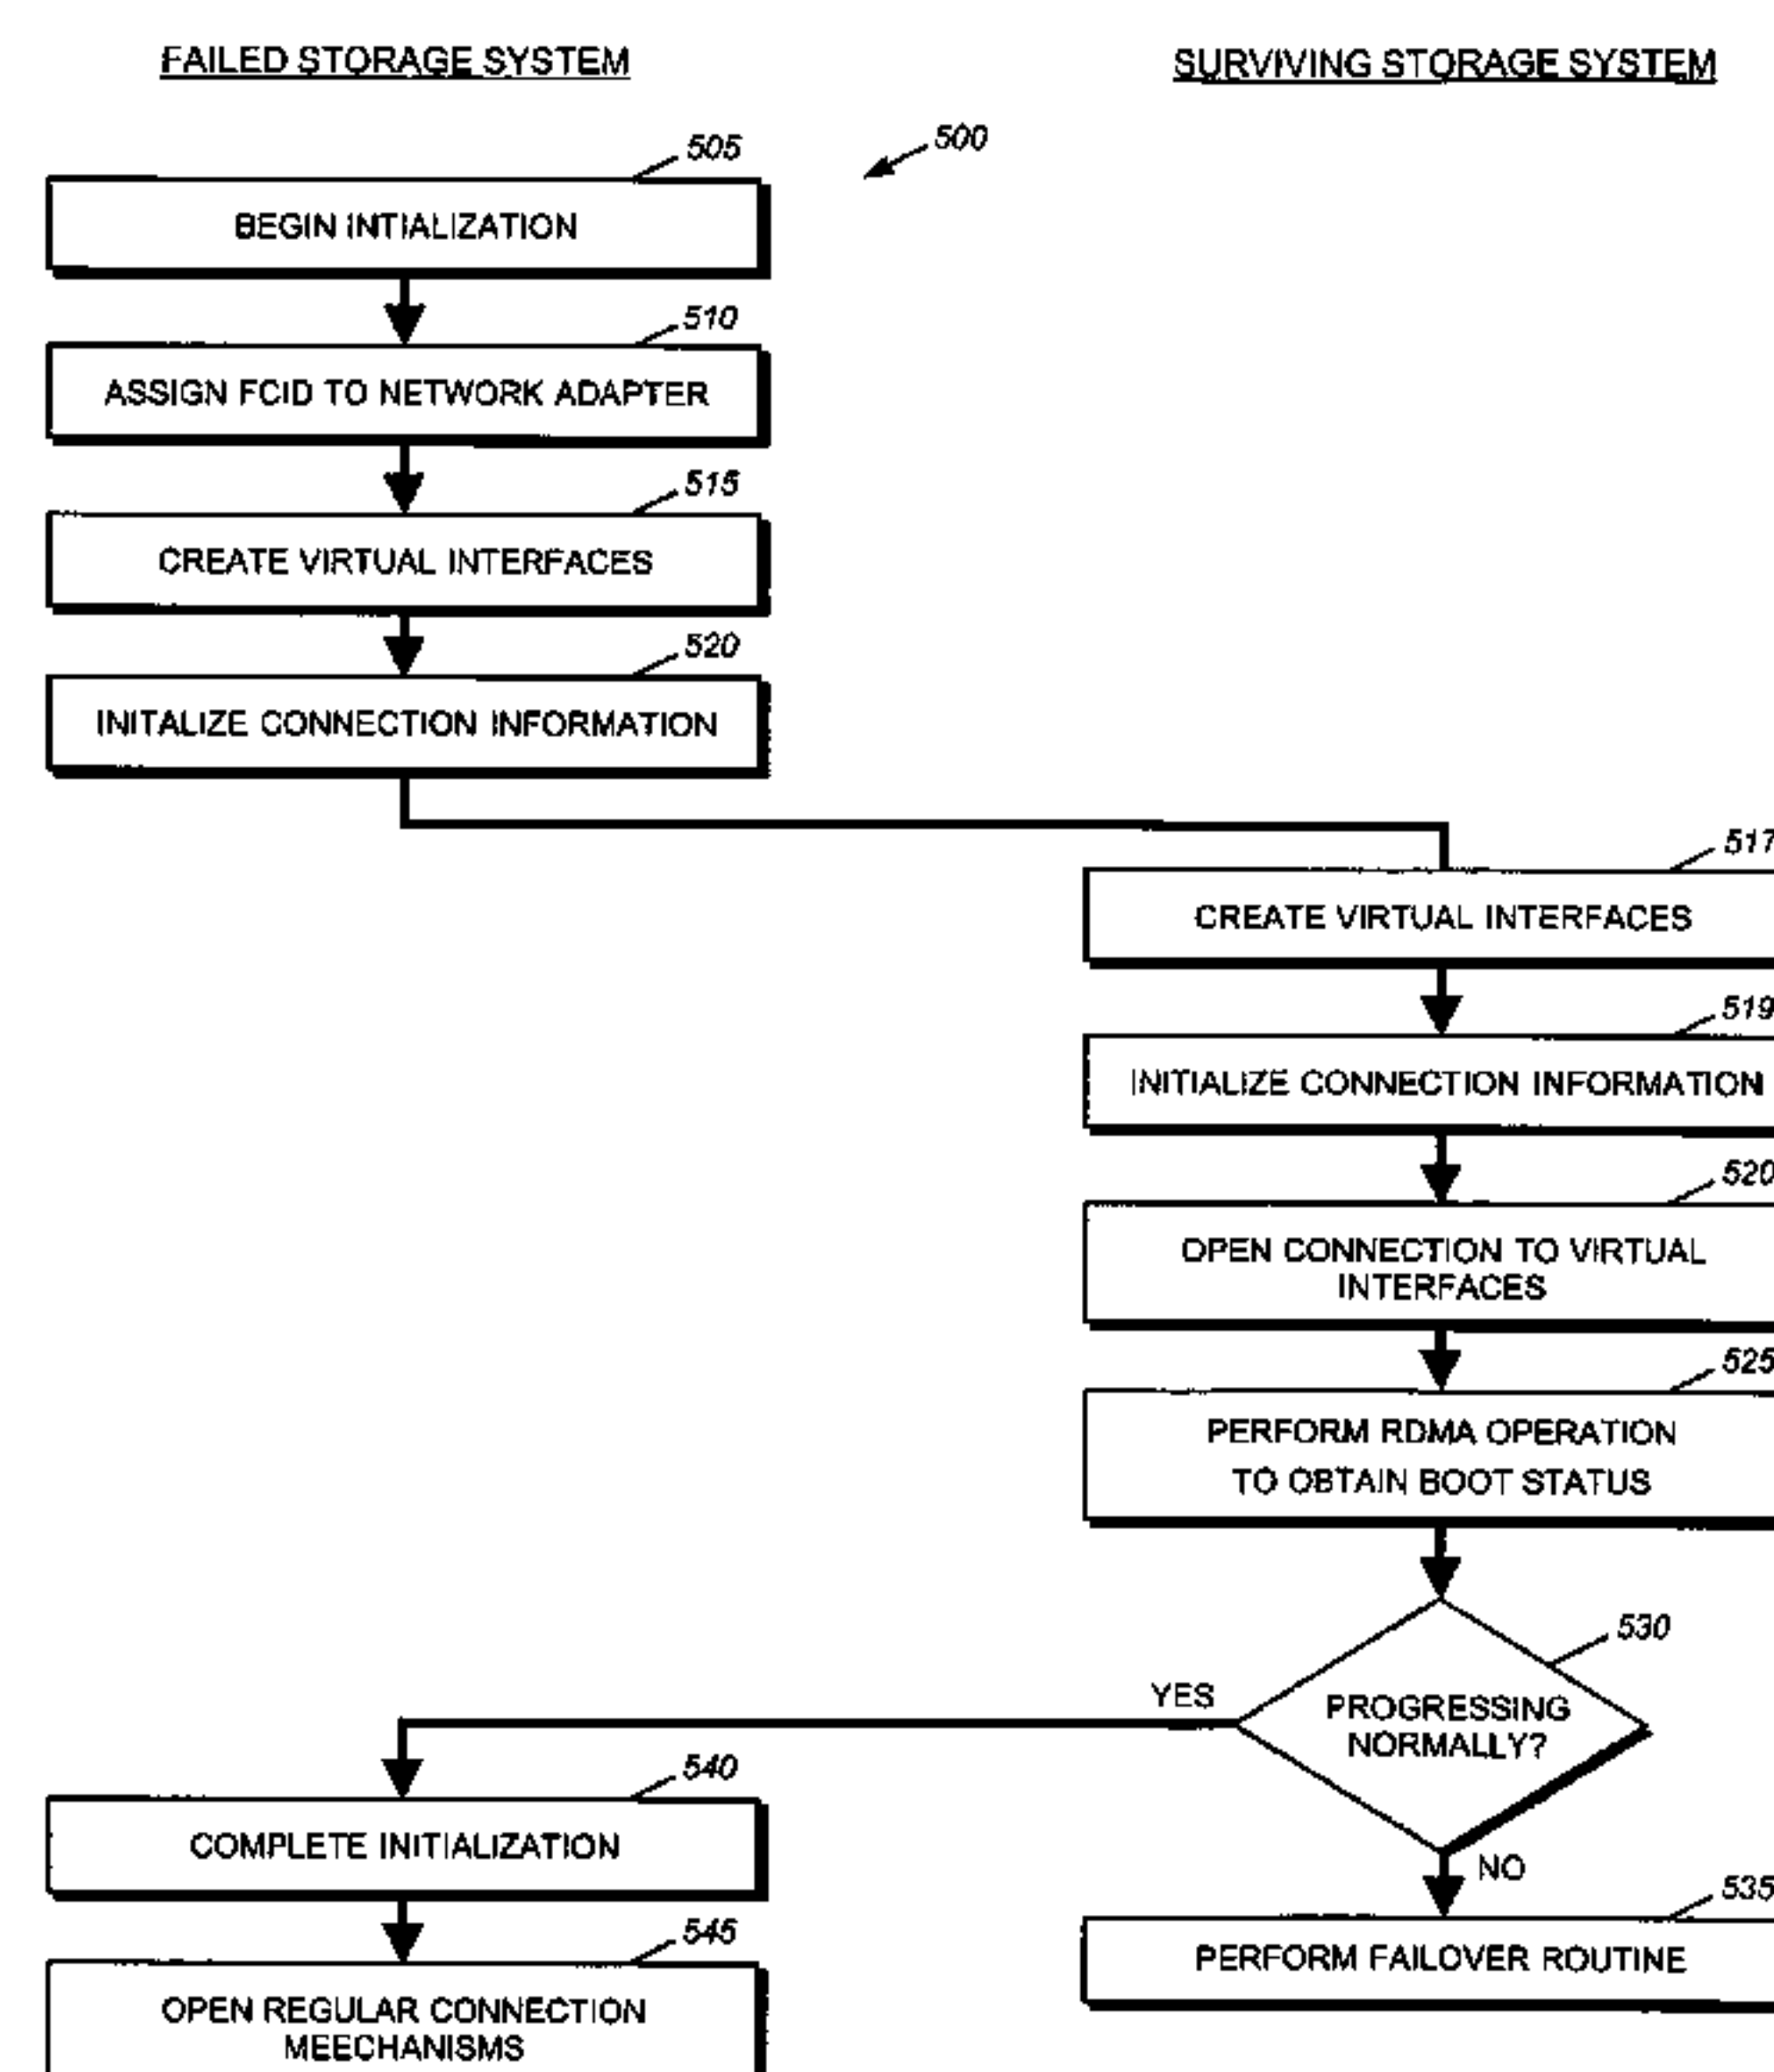 FAILED STORAGE SYSTEM
SURVIVING STORAGE SYSTEM
500
505
BEGIN INTIALIZATION
510
ASSIGN FCID TO NETWORK ADAPTER
515
CREATE VIRTUAL INTERFACES
520
INITALIZE CONNECTION INFORMATION
517
CREATE VIRTUAL INTERFACES
519
INITIALIZE CONNECTION INFORMATION
520
OPEN CONNECTION TO VIRTUAL
INTERFACES
525
PERFORM RDMA OPERATION
TO OBTAIN BOOT STATUS
530
PROGRESSING
NORMALLY?
YES
NO
540
COMPLETE INITIALIZATION
535
PERFORM FAILOVER ROUTINE
545
OPEN REGULAR CONNECTION
MEECHANISMS